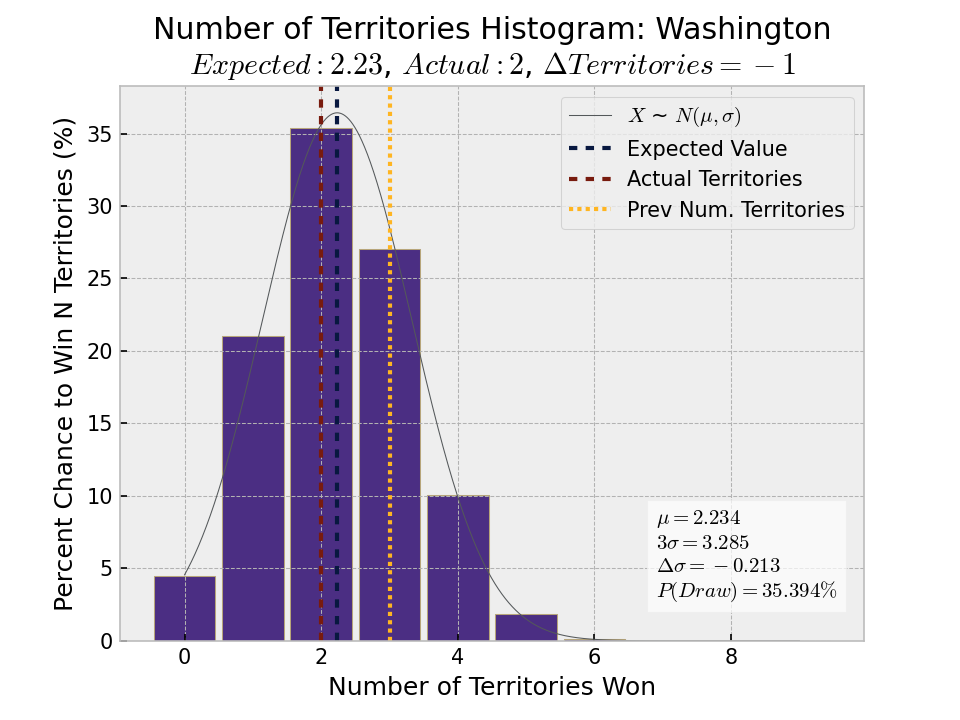 Number of Territories Histogram: Washington
Expected : 2.23, Actual : 2, ΔTerritories = −1
Percent Chance to Win N Territories (%)
35
30
25
20
15
10
5
0
X ~ N(μ, σ)
Expected Value
Actual Territories
Prev Num. Territories
μ = 2.234
3σ = 3.285
Δσ = −0.213
P(Draw) = 35.394%
0 2 4 6 8
Number of Territories Won